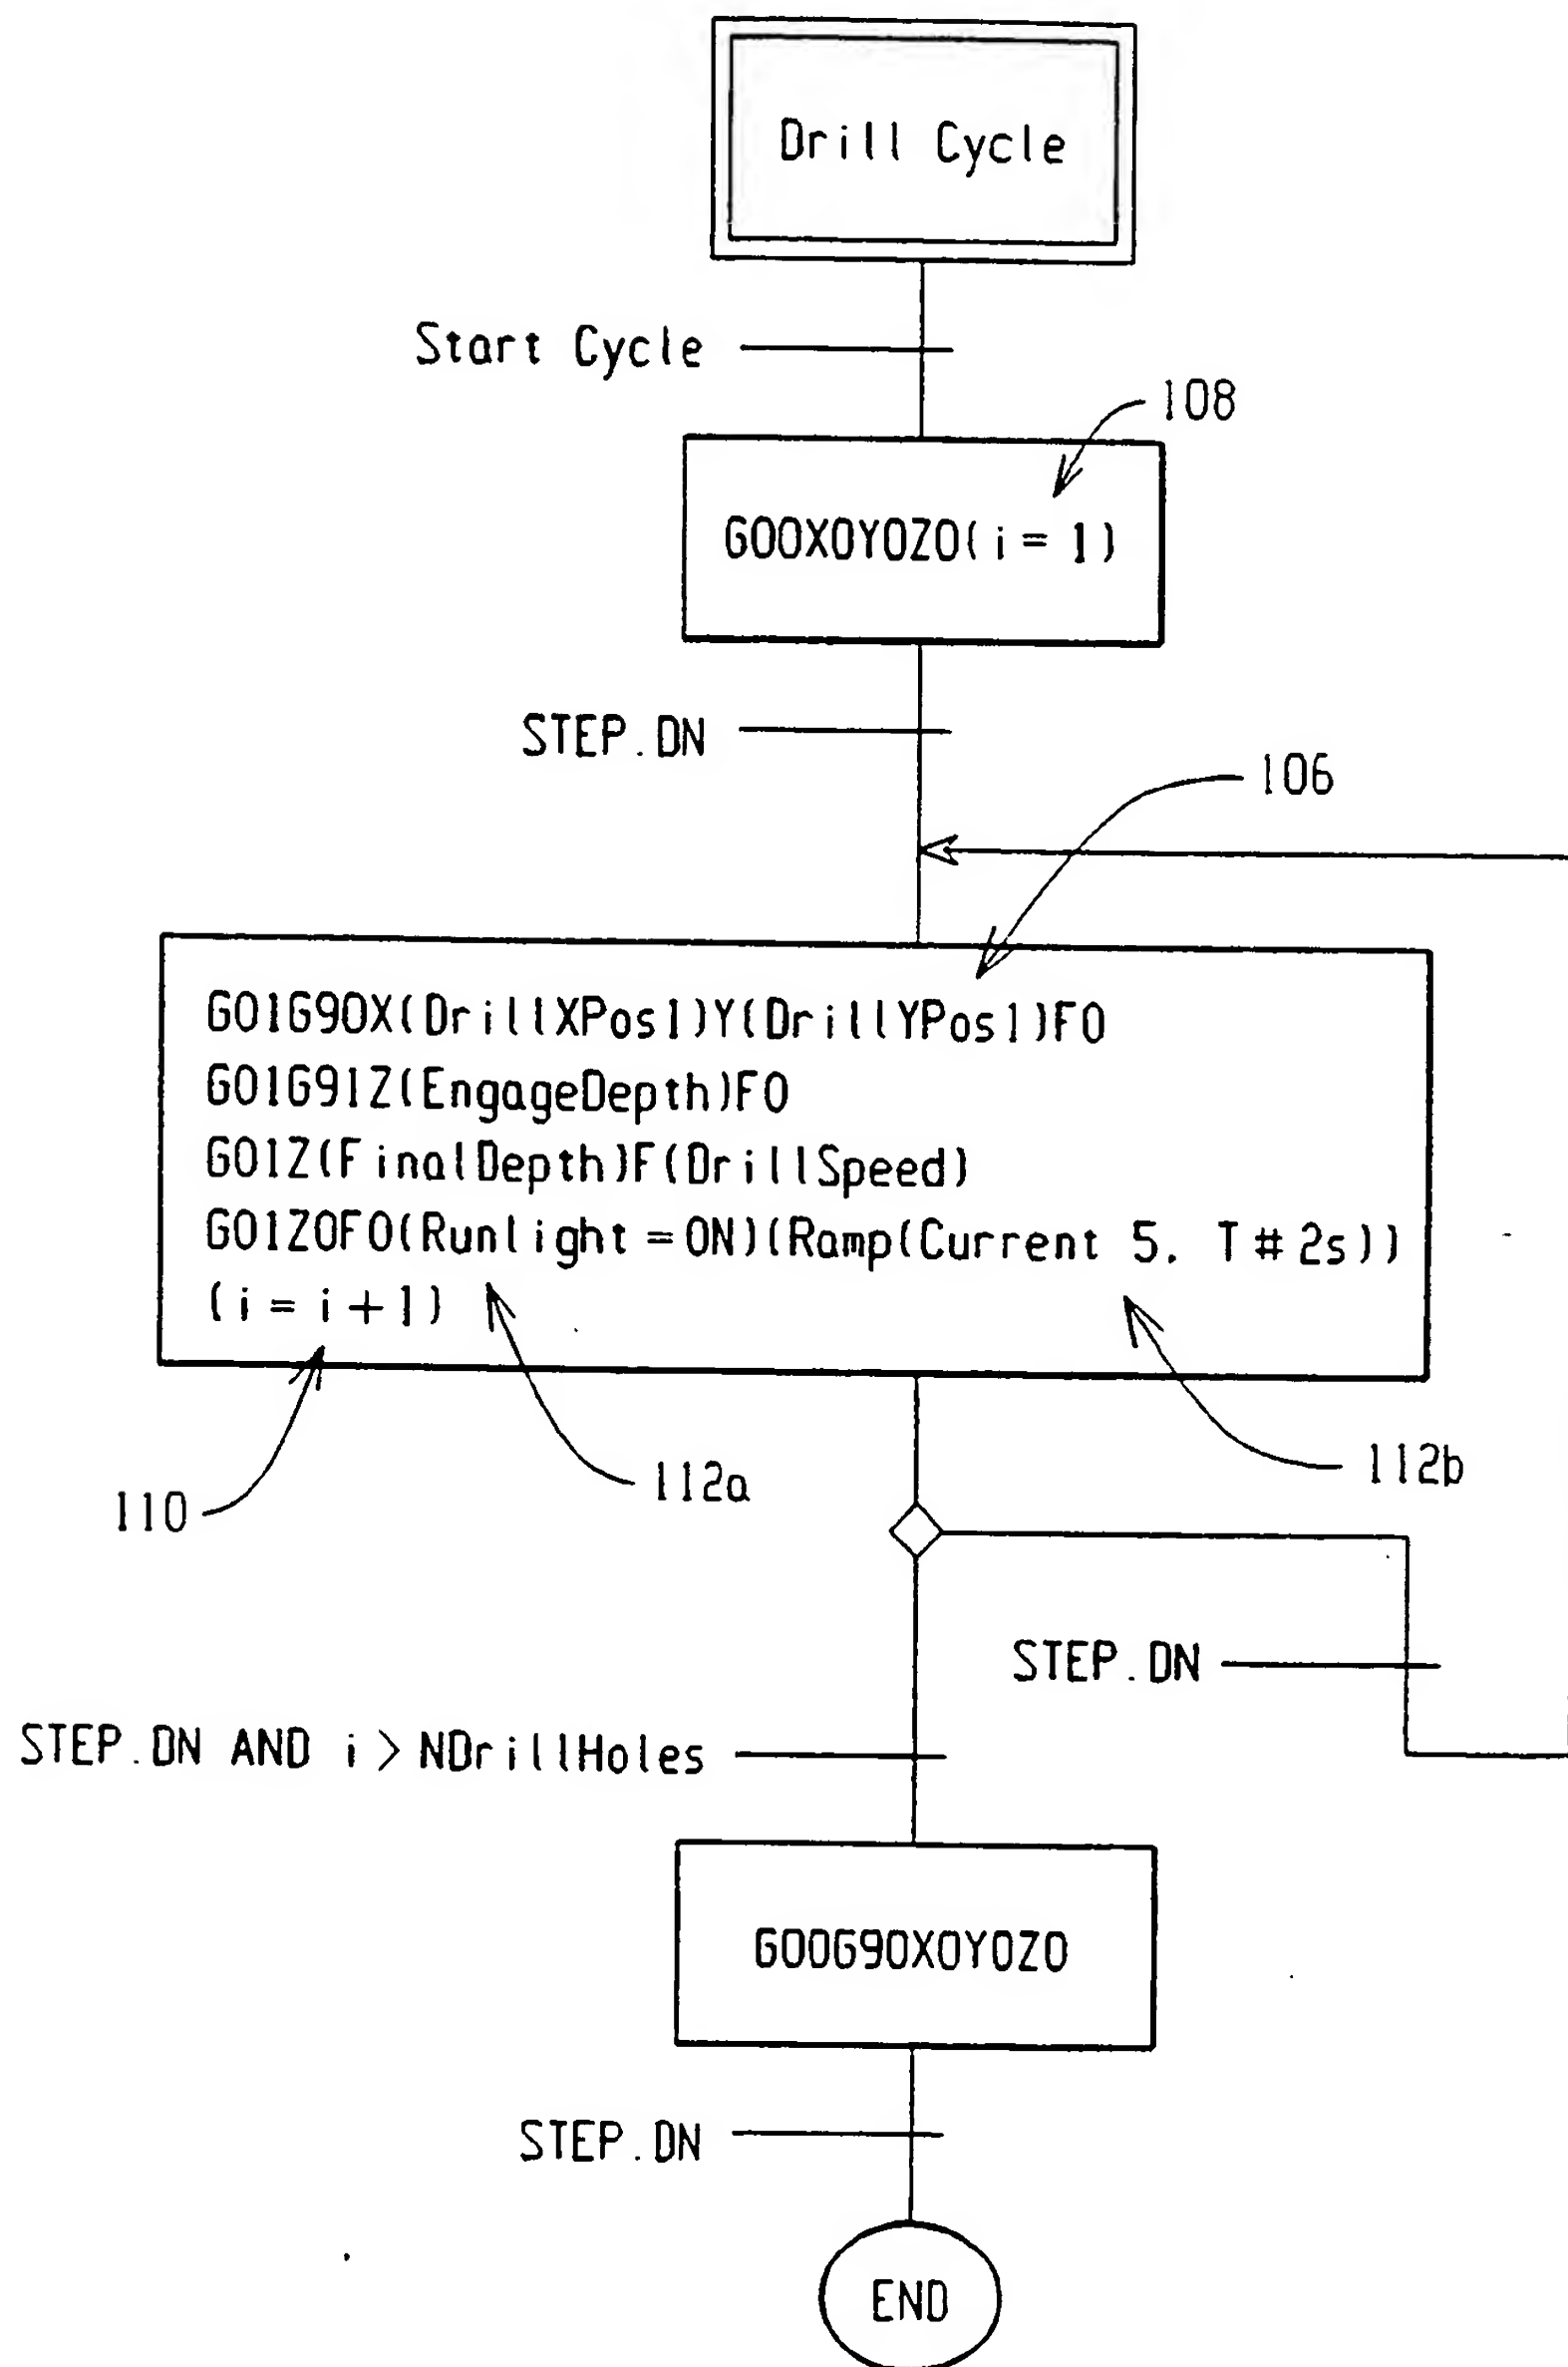 Drill Cycle
Start Cycle
108
G00X0Y0Z0(i = 1)
STEP.DN
106
G01G90X(DrillXPos1)Y(DrillYPos1)F0
G01G91Z(EngageDepth)F0
G01Z(FinalDepth)F(DrillSpeed)
G01Z0F0(Runlight = ON)(Ramp(Current 5, T # 2s))
(i = i + 1)
110
112a
112b
STEP.DN
STEP.DN AND i > NDrillHoles
G00G90X0Y0Z0
STEP.DN
END